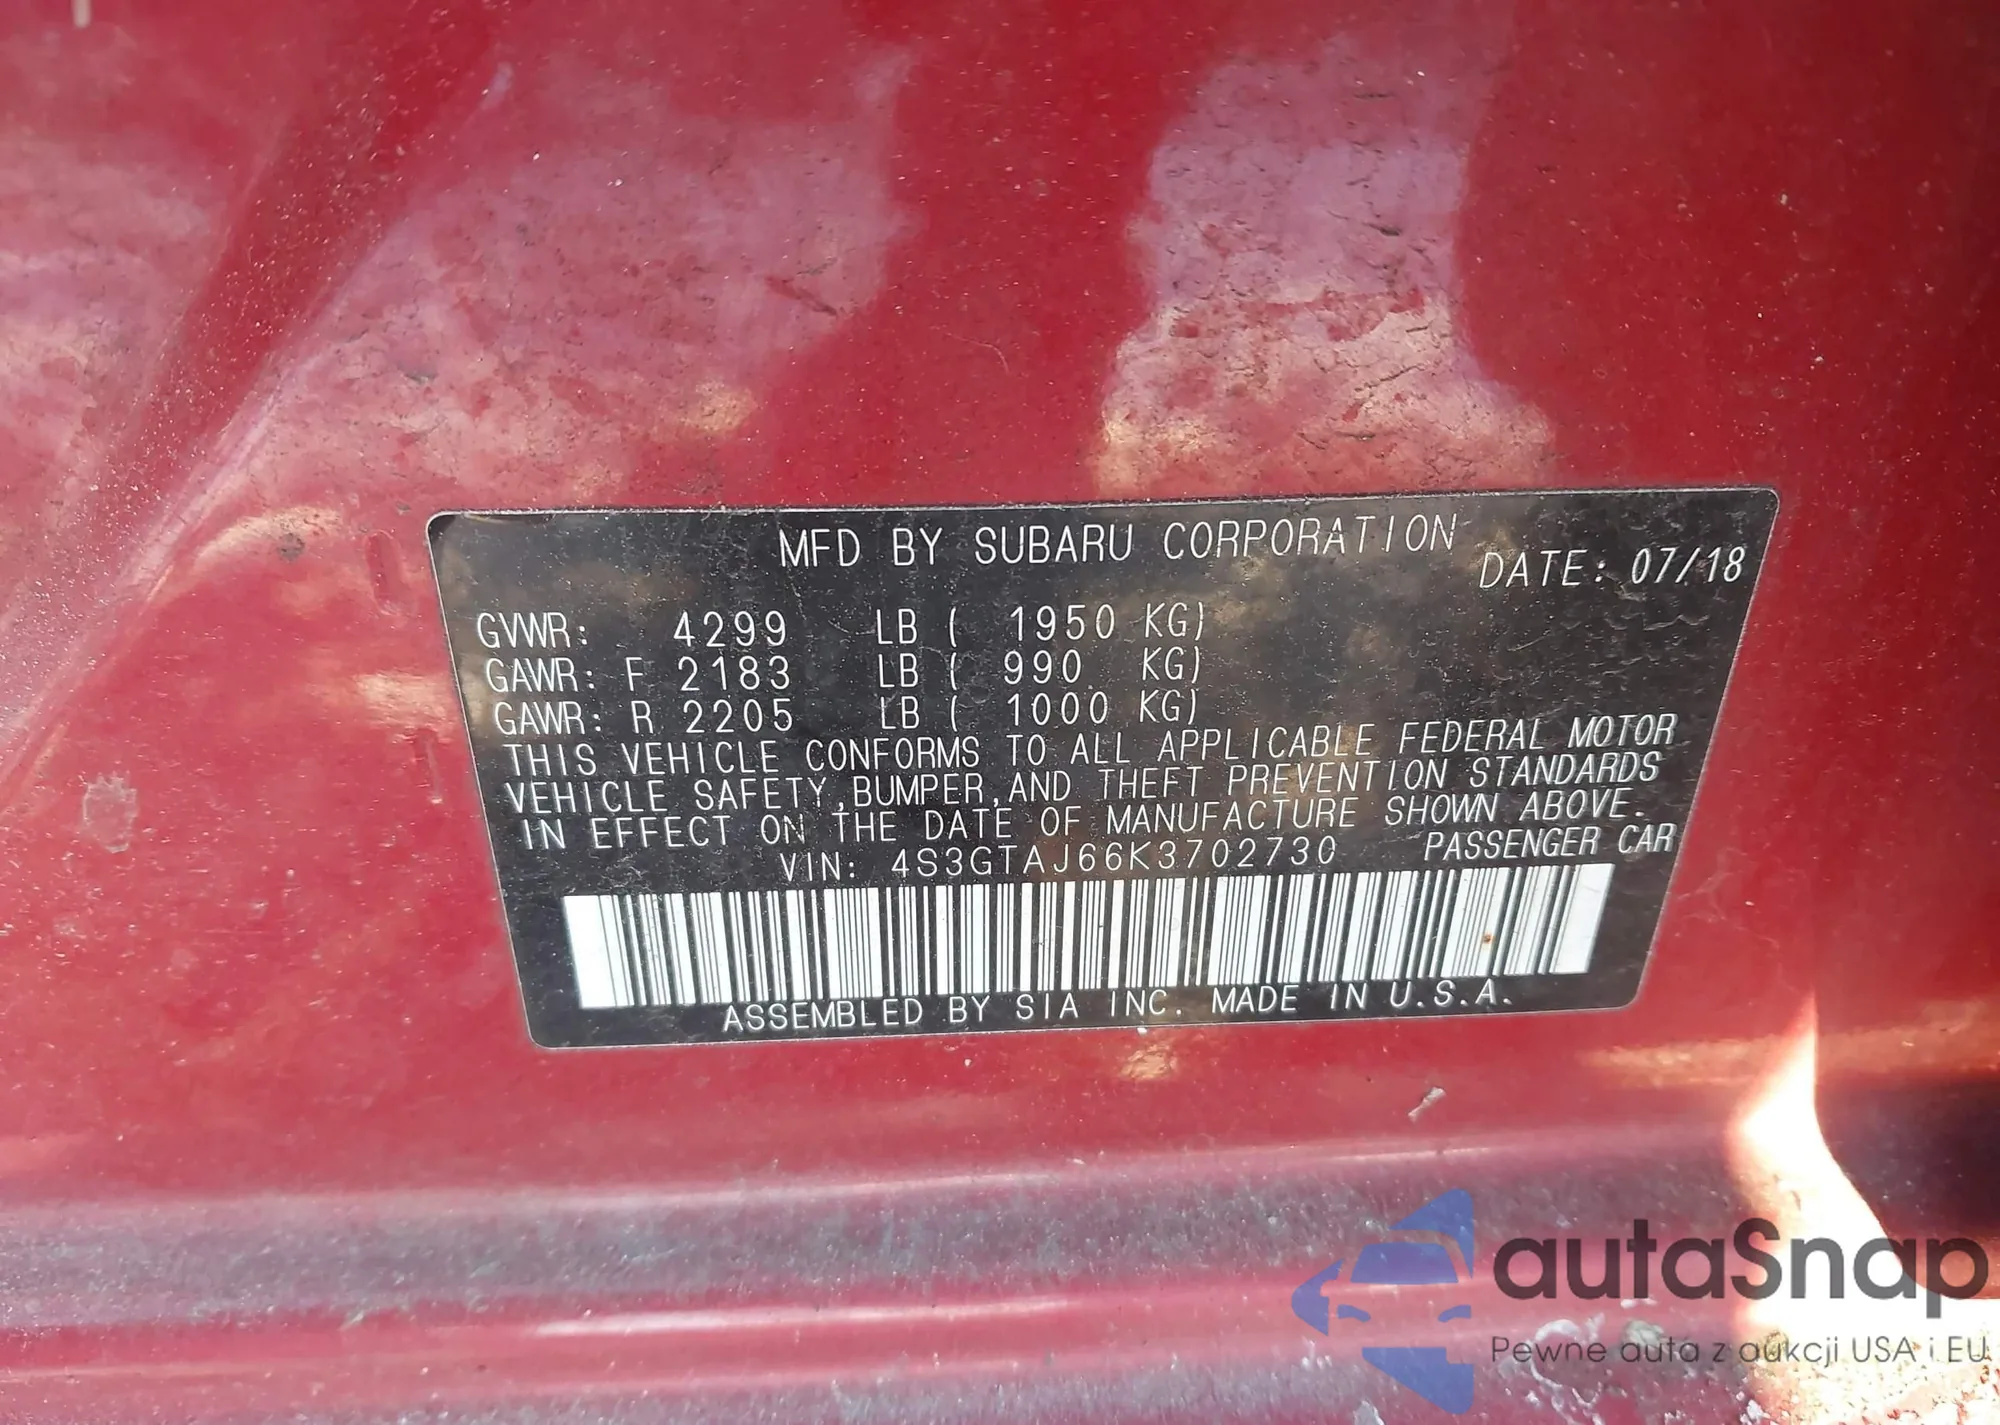 MFD BY SUBARU CORPORATION
DATE: 07/18
GVWR: 4299 LB ( 1950 KG)
GAWR: F 2183 LB ( 990 KG)
GAWR: R 2205 LB ( 1000 KG)
THIS VEHICLE CONFORMS TO ALL APPLICABLE FEDERAL MOTOR
VEHICLE SAFETY,BUMPER,AND THEFT PREVENTION STANDARDS
IN EFFECT ON THE DATE OF MANUFACTURE SHOWN ABOVE.
VIN: 4S3GTAJ66K3702730 PASSENGER CAR
ASSEMBLED BY SIA INC. MADE IN U.S.A.
autaSnap
Pewne auta z aukcji USA i EU